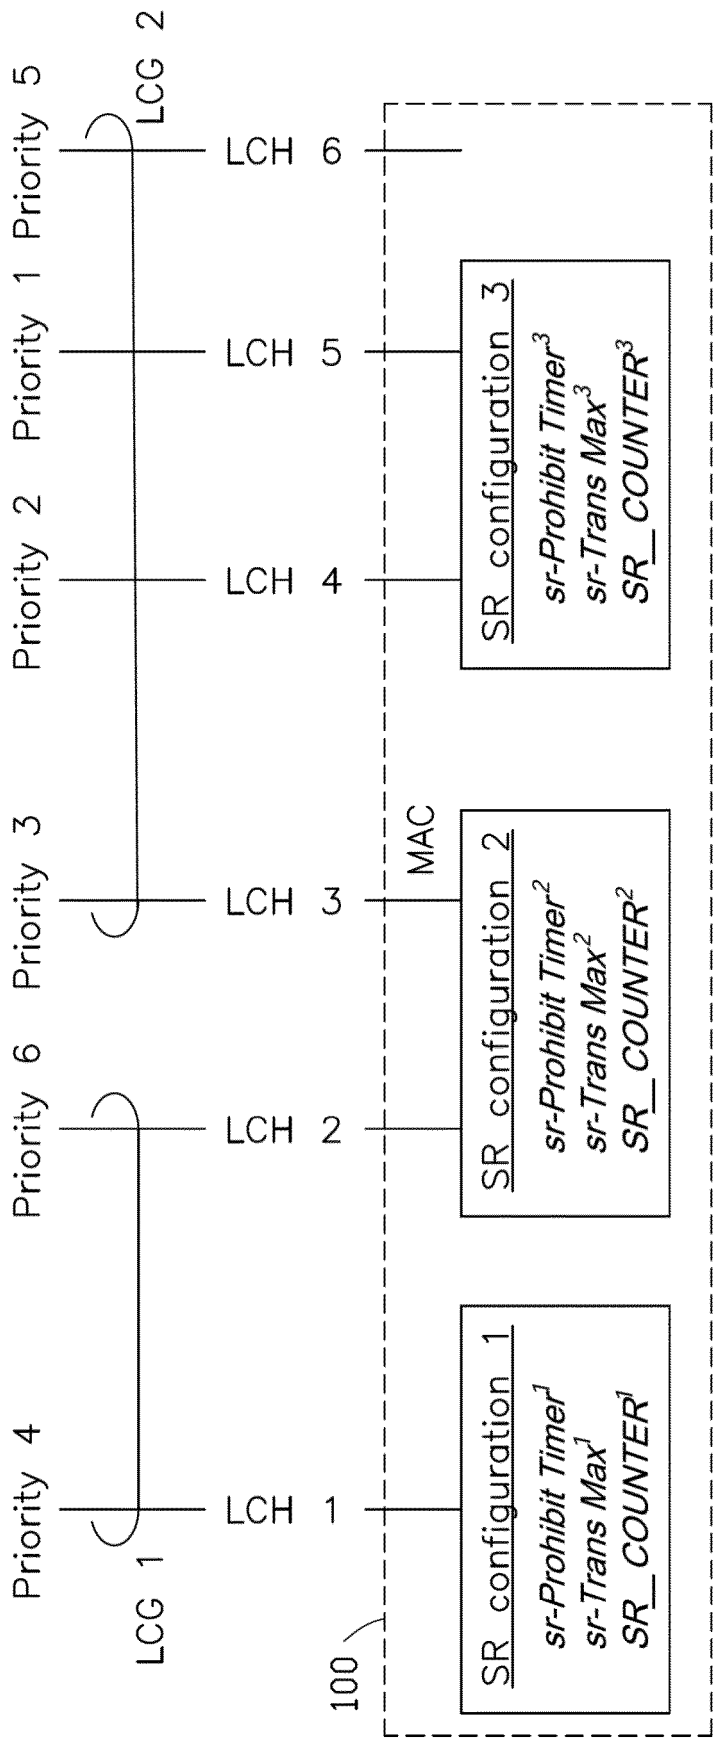 Priority 4
Priority 6
Priority 3
Priority 2
Priority 1
Priority 5
LCG 1
LCG 2
LCH 1
LCH 2
LCH 3
LCH 4
LCH 5
LCH 6
100
MAC
SR configuration 1
sr-Prohibit Timer¹
sr-Trans Max¹
SR_COUNTER¹
SR configuration 2
sr-Prohibit Timer²
sr-Trans Max²
SR_COUNTER²
SR configuration 3
sr-Prohibit Timer³
sr-Trans Max³
SR_COUNTER³